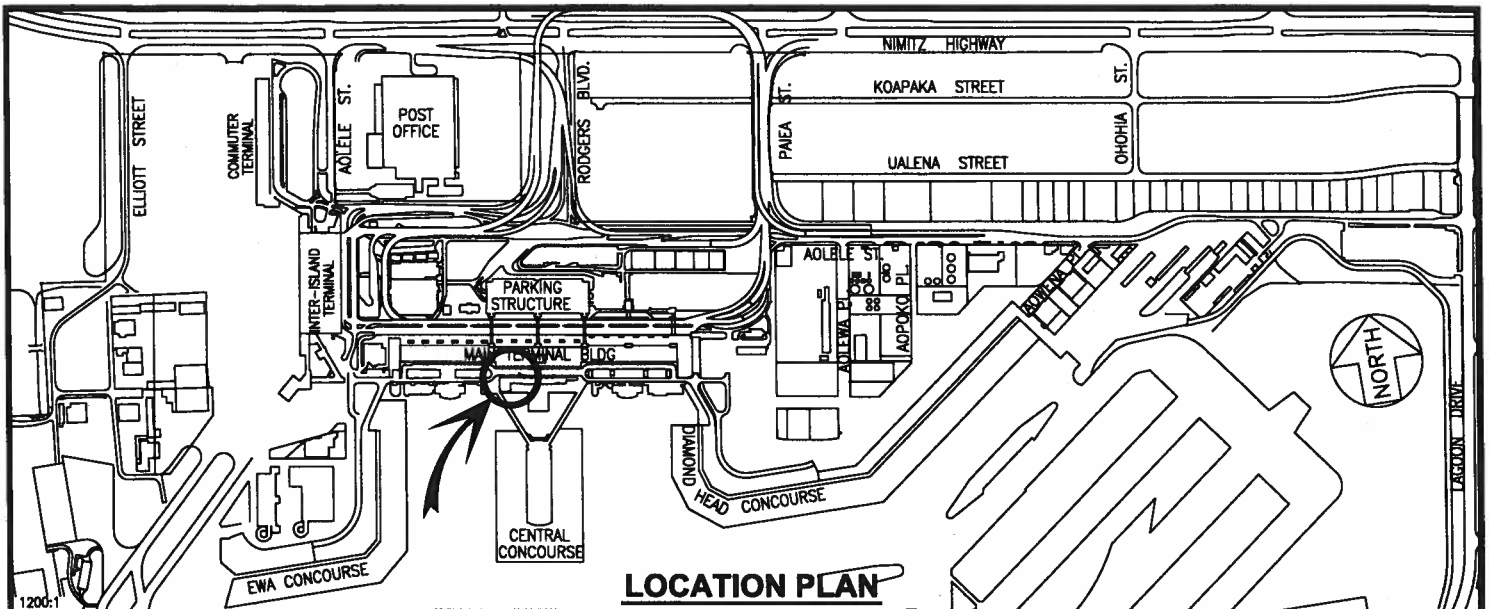 NIMITZ HIGHWAY
KOAPAKA STREET
UALENA STREET
ELLIOTT STREET
COMMUTER
TERMINAL
AOLELE ST.
POST
OFFICE
RODGERS BLVD.
PAIEA ST.
OHOHIA ST.
INTER-ISLAND
TERMINAL
PARKING
STRUCTURE
MAIN TERMINAL BLDG
AOLELE ST.
AOLEWA PL.
AOPOKO PL.
AOWENA PL.
NORTH
LAGOON DRIVE
DIAMOND
HEAD CONCOURSE
CENTRAL
CONCOURSE
EWA CONCOURSE
LOCATION PLAN
1200:1